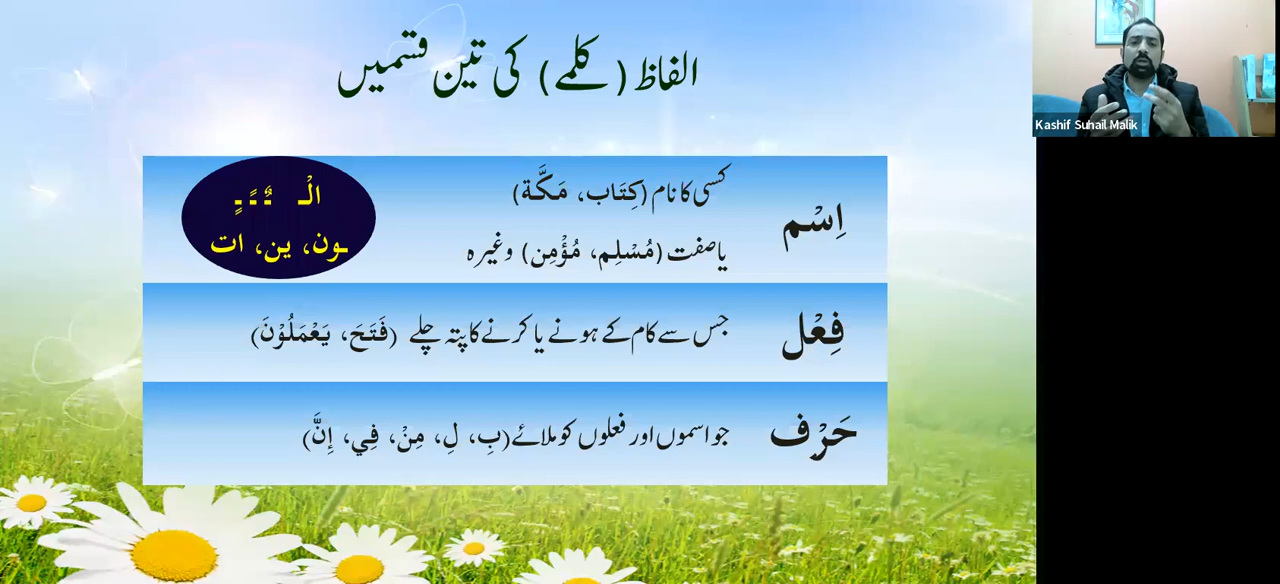 الفاظ (کلمے) کی تین قسمیں
اِسْم
کسی کا نام (کِتَاب، مَكَّة)
یا صفت (مُسْلِم، مُؤْمِن) وغیرہ
الْـ ـٌ ـً ـٍ
ـون، ین، ات
فِعْل
جس سے کام کے ہونے یا کرنے کا پتہ چلے (فَتَحَ، يَعْمَلُوْنَ)
حَرْف
جو اسموں اور فعلوں کو ملائے (بِ، لِ، مِنْ، فِي، إِنَّ)
Kashif Suhail Malik